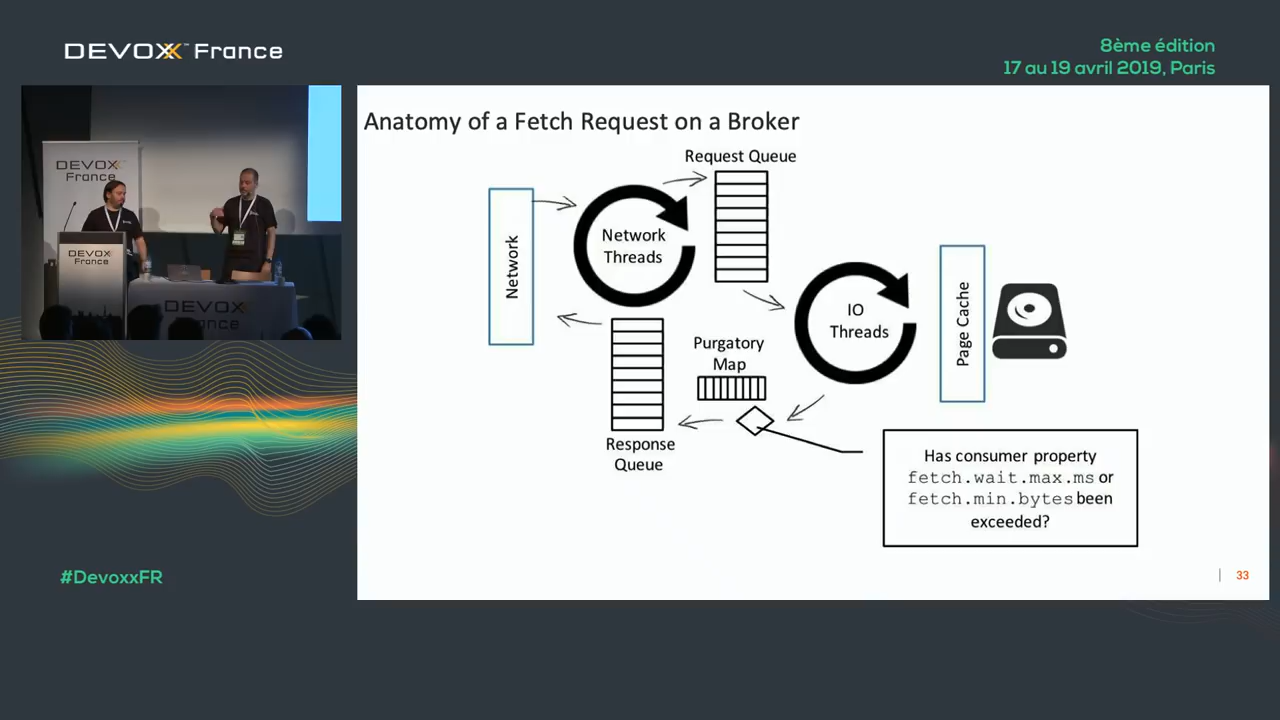 DEVOXX™ France
8ème édition
17 au 19 avril 2019, Paris
DEVOXX
France
DEVOXX
France
DEVOXX
France
Anatomy of a Fetch Request on a Broker
Request Queue
Network
Network
Threads
IO
Threads
Page Cache
Purgatory
Map
Response
Queue
Has consumer property
fetch.wait.max.ms or
fetch.min.bytes been
exceeded?
#DevoxxFR
33